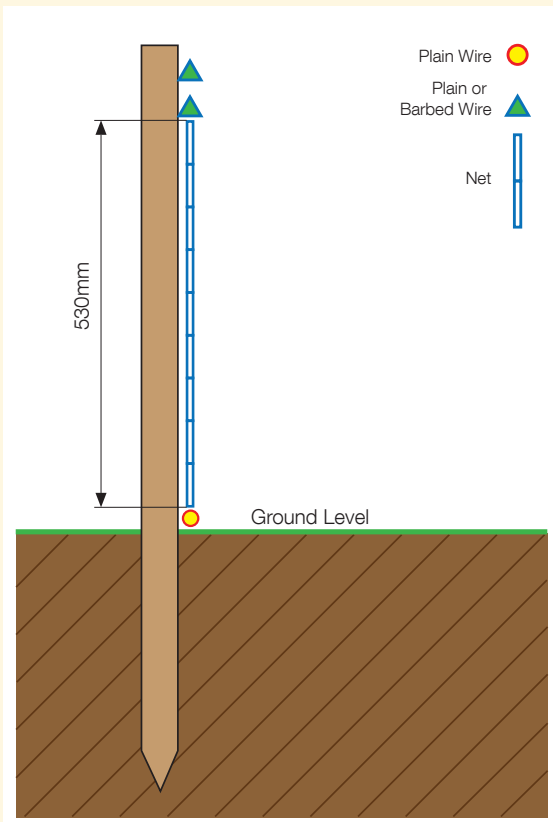 Plain Wire
Plain or
Barbed Wire
Net
530mm
Ground Level